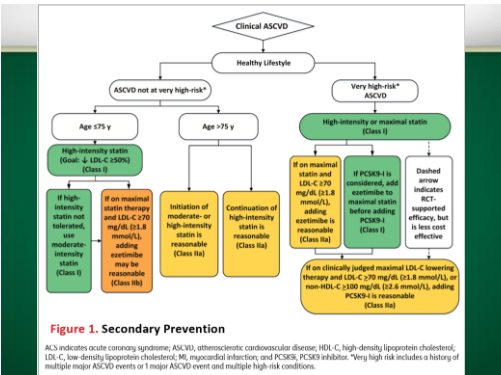 Clinical ASCVD
Healthy Lifestyle
ASCVD not at very high-risk*
Very high-risk*
ASCVD
Age ≤75 y
Age >75 y
High-intensity or maximal statin
(Class I)
High-intensity statin
(Goal: ↓ LDL-C ≥50%)
(Class I)
If high-
intensity
statin not
tolerated,
use
moderate-
intensity
statin
(Class I)
If on maximal
statin therapy
and LDL-C ≥70
mg/dL (≥1.8
mmol/L),
adding
ezetimibe may
be
reasonable
(Class IIb)
Initiation of
moderate- or
high-intensity
statin is
reasonable
(Class IIa)
Continuation of
high-intensity
statin is
reasonable
(Class IIa)
If on maximal
statin and
LDL-C ≥70
mg/dL (≥1.8
mmol/L),
adding
ezetimibe is
reasonable
(Class IIa)
If PCSK9-I is
considered, add
ezetimibe to
maximal statin
before adding
PCSK9-I
(Class I)
Dashed
arrow
indicates
RCT-
supported
efficacy, but
is less cost
effective
If on clinically judged maximal LDL-C lowering
therapy and LDL-C ≥70 mg/dL (≥1.8 mmol/L), or
non-HDL-C ≥100 mg/dL (≥2.6 mmol/L), adding
PCSK9-I is reasonable
(Class IIa)
Figure 1. Secondary Prevention
ACS indicates acute coronary syndrome; ASCVD, atherosclerotic cardiovascular disease; HDL-C, high-density lipoprotein cholesterol;
LDL-C, low-density lipoprotein cholesterol; MI, myocardial infarction; and PCSK9i, PCSK9 inhibitor. *Very high risk includes a history of
multiple major ASCVD events or 1 major ASCVD event and multiple high-risk conditions.